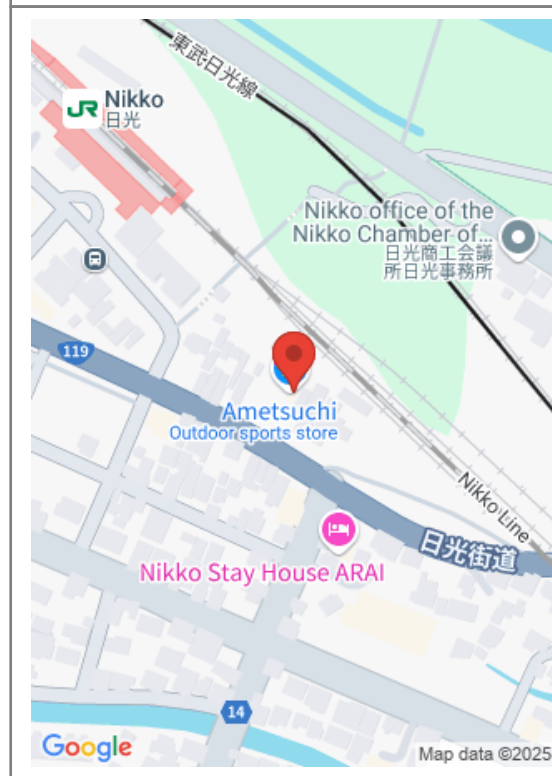 東武日光線
JR
Nikko
日光
Nikko office of the
Nikko Chamber of...
日光商工会議
所日光事務所
119
Ametsuchi
Outdoor sports store
Nikko Line
日光街道
Nikko Stay House ARAI
14
Google
Map data ©2025